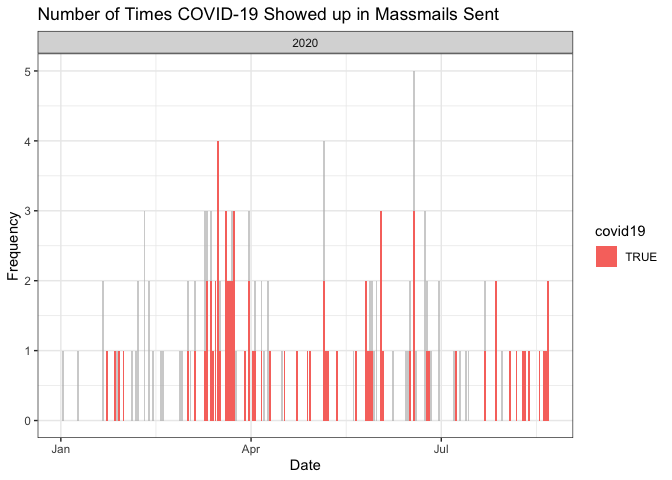 Number of Times COVID-19 Showed up in Massmails Sent
2020
5
4
3
2
1
0
Frequency
Jan
Apr
Jul
Date
covid19
TRUE